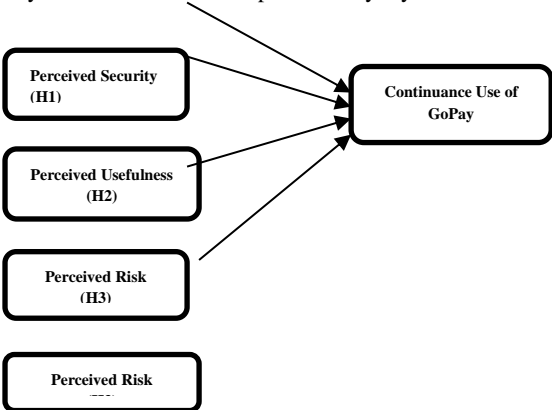 Perceived Security
(H1)
Continuance Use of
GoPay
Perceived Usefulness
(H2)
Perceived Risk
(H3)
Perceived Risk